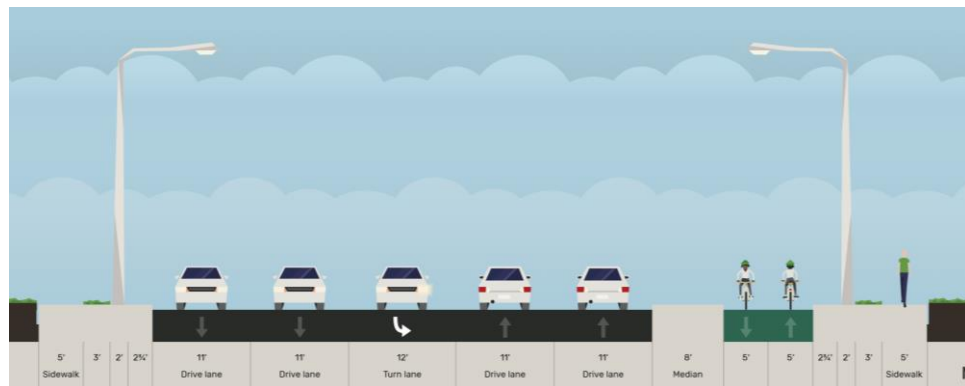 5' 3' 2' 2¾' 11' 11' 12' 11' 11' 8' 5' 5' 2¾' 2' 3' 5'
Sidewalk Drive lane Drive lane Turn lane Drive lane Drive lane Median Sidewalk